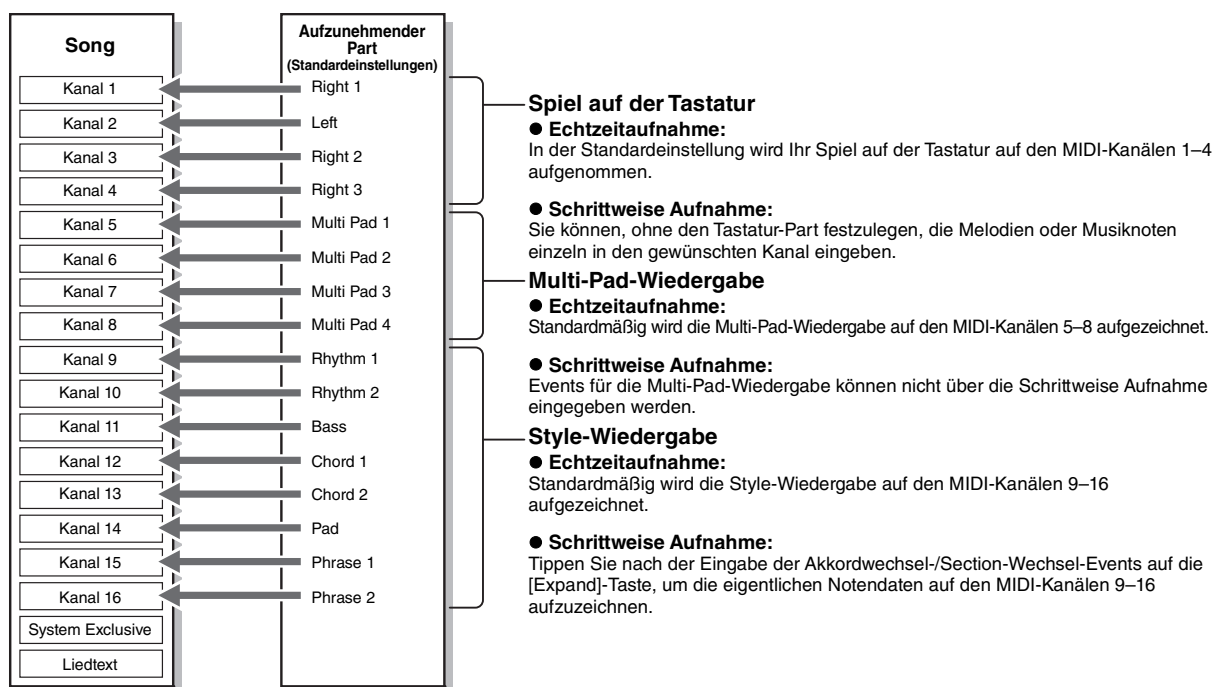 Song
Kanal 1
Kanal 2
Kanal 3
Kanal 4
Kanal 5
Kanal 6
Kanal 7
Kanal 8
Kanal 9
Kanal 10
Kanal 11
Kanal 12
Kanal 13
Kanal 14
Kanal 15
Kanal 16
System Exclusive
Liedtext
Aufzunehmender
Part
(Standardeinstellungen)
Right 1
Left
Right 2
Right 3
Multi Pad 1
Multi Pad 2
Multi Pad 3
Multi Pad 4
Rhythm 1
Rhythm 2
Bass
Chord 1
Chord 2
Pad
Phrase 1
Phrase 2
Spiel auf der Tastatur
● Echtzeitaufnahme:
In der Standardeinstellung wird Ihr Spiel auf der Tastatur auf den MIDI-Kanälen 1–4
aufgenommen.
● Schrittweise Aufnahme:
Sie können, ohne den Tastatur-Part festzulegen, die Melodien oder Musiknoten
einzeln in den gewünschten Kanal eingeben.
Multi-Pad-Wiedergabe
● Echtzeitaufnahme:
Standardmäßig wird die Multi-Pad-Wiedergabe auf den MIDI-Kanälen 5–8 aufgezeichnet.
● Schrittweise Aufnahme:
Events für die Multi-Pad-Wiedergabe können nicht über die Schrittweise Aufnahme
eingegeben werden.
Style-Wiedergabe
● Echtzeitaufnahme:
Standardmäßig wird die Style-Wiedergabe auf den MIDI-Kanälen 9–16
aufgezeichnet.
● Schrittweise Aufnahme:
Tippen Sie nach der Eingabe der Akkordwechsel-/Section-Wechsel-Events auf die
[Expand]-Taste, um die eigentlichen Notendaten auf den MIDI-Kanälen 9–16
aufzuzeichnen.